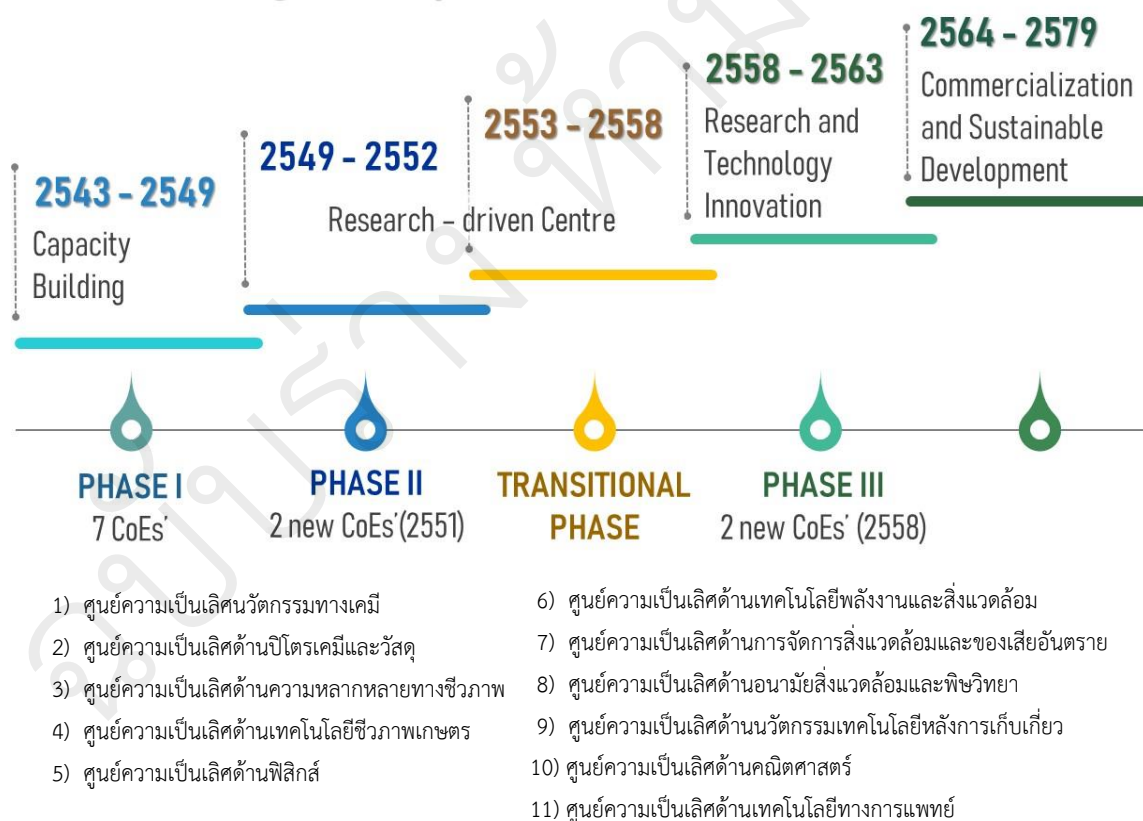 2543 - 2549
Capacity
Building
2549 - 2552
2553 - 2558
Research – driven Centre
2558 - 2563
Research and
Technology
Innovation
2564 - 2579
Commercialization
and Sustainable
Development
PHASE I
7 CoEs'
PHASE II
2 new CoEs'(2551)
TRANSITIONAL
PHASE
PHASE III
2 new CoEs' (2558)
1) ศูนย์ความเป็นเลิศนวัตกรรมทางเคมี
2) ศูนย์ความเป็นเลิศด้านปิโตรเคมีและวัสดุ
3) ศูนย์ความเป็นเลิศด้านความหลากหลายทางชีวภาพ
4) ศูนย์ความเป็นเลิศด้านเทคโนโลยีชีวภาพเกษตร
5) ศูนย์ความเป็นเลิศด้านฟิสิกส์
6) ศูนย์ความเป็นเลิศด้านเทคโนโลยีพลังงานและสิ่งแวดล้อม
7) ศูนย์ความเป็นเลิศด้านการจัดการสิ่งแวดล้อมและของเสียอันตราย
8) ศูนย์ความเป็นเลิศด้านอนามัยสิ่งแวดล้อมและพิษวิทยา
9) ศูนย์ความเป็นเลิศด้านนวัตกรรมเทคโนโลยีหลังการเก็บเกี่ยว
10) ศูนย์ความเป็นเลิศด้านคณิตศาสตร์
11) ศูนย์ความเป็นเลิศด้านเทคโนโลยีทางการแพทย์
ฉบับร่าง